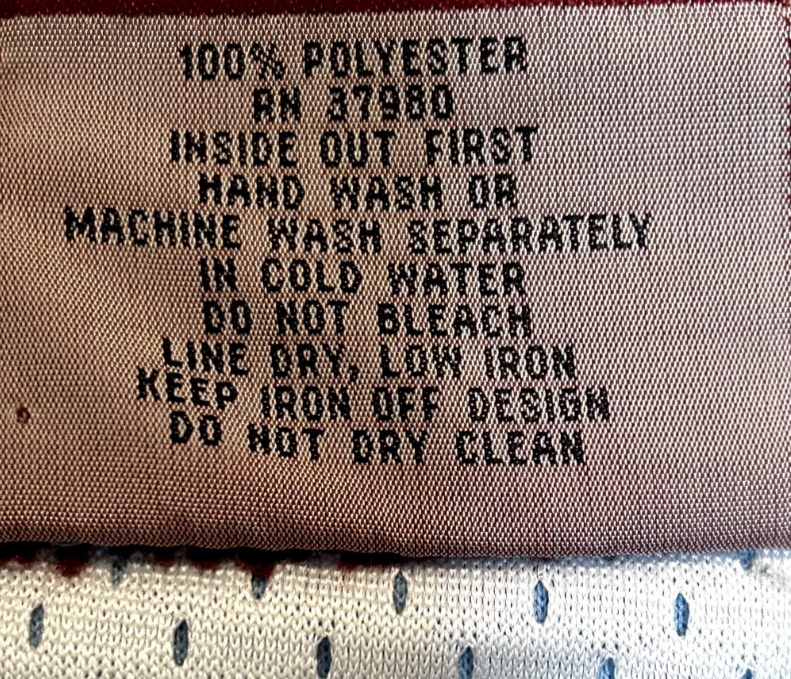 100% POLYESTER
RN 37980
INSIDE OUT FIRST
HAND WASH OR
MACHINE WASH SEPARATELY
IN COLD WATER
DO NOT BLEACH
LINE DRY, LOW IRON
KEEP IRON OFF DESIGN
DO NOT DRY CLEAN